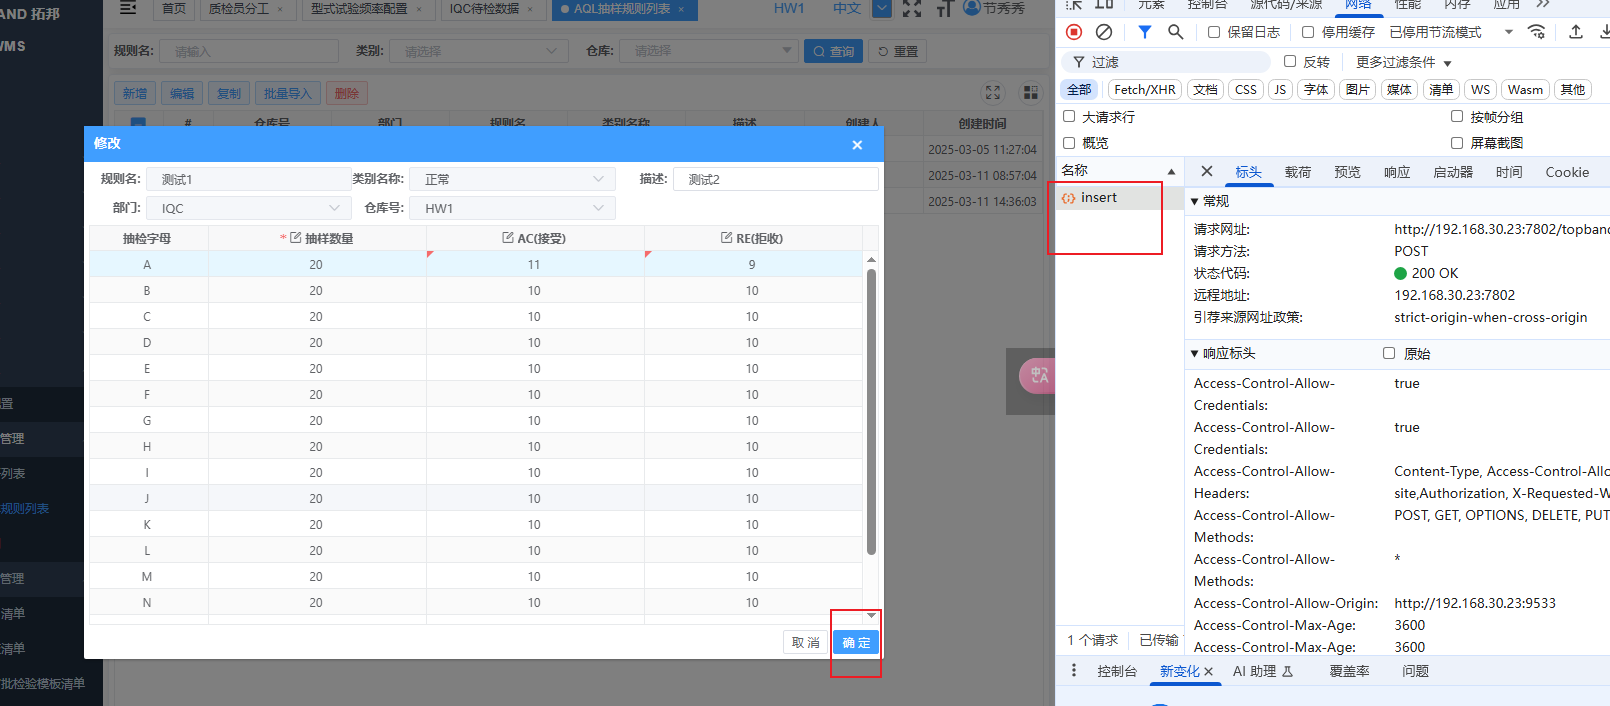 AND 拓邦
WMS
首页
质检员分工 ×
型式试验频率配置 ×
IQC待检数据 ×
AQL抽样规则列表 ×
HW1
中文
节秀秀
规则名: 请输入
类别: 请选择
仓库: 请选择
查询
重置
新增
编辑
复制
批量导入
删除
# 仓库号 部门 规则名 类别名称 描述 创建人 创建时间
2025-03-05 11:27:04
2025-03-11 08:57:04
2025-03-11 14:36:03
置
管理
列表
规则列表
管理
清单
清单
批检验模板清单
修改
规则名: 测试1
类别名称: 正常
描述: 测试2
部门: IQC
仓库号: HW1
抽检字母 * 抽样数量 AC(接受) RE(拒收)
A 20 11 9
B 20 10 10
C 20 10 10
D 20 10 10
E 20 10 10
F 20 10 10
G 20 10 10
H 20 10 10
I 20 10 10
J 20 10 10
K 20 10 10
L 20 10 10
M 20 10 10
N 20 10 10
取 消
确 定
元素 控制台 源代码/来源 网络 性能 内存 应用
保留日志
停用缓存
已停用节流模式
过滤
反转
更多过滤条件
全部 Fetch/XHR 文档 CSS JS 字体 图片 媒体 清单 WS Wasm 其他
大请求行
按帧分组
概览
屏幕截图
名称
insert
标头 载荷 预览 响应 启动器 时间 Cookie
常规
请求网址: http://192.168.30.23:7802/topband
请求方法: POST
状态代码: 200 OK
远程地址: 192.168.30.23:7802
引荐来源网址政策: strict-origin-when-cross-origin
响应标头
原始
Access-Control-Allow-Credentials: true
Access-Control-Allow-Credentials: true
Access-Control-Allow-Headers: Content-Type, Access-Control-Allo
site,Authorization, X-Requested-W
Access-Control-Allow-Methods: POST, GET, OPTIONS, DELETE, PUT
Access-Control-Allow-Methods: *
Access-Control-Allow-Origin: http://192.168.30.23:9533
Access-Control-Max-Age: 3600
Access-Control-Max-Age: 3600
1 个请求
已传输
控制台
新变化 ×
AI 助理
覆盖率
问题